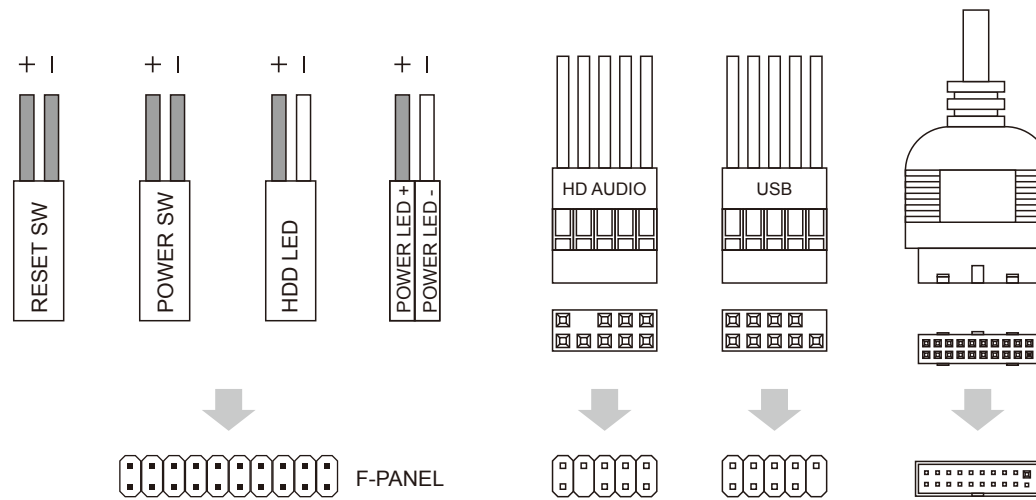 + −
+ −
+ −
+ −
RESET SW
POWER SW
HDD LED
POWER LED +
POWER LED -
HD AUDIO
USB
F-PANEL